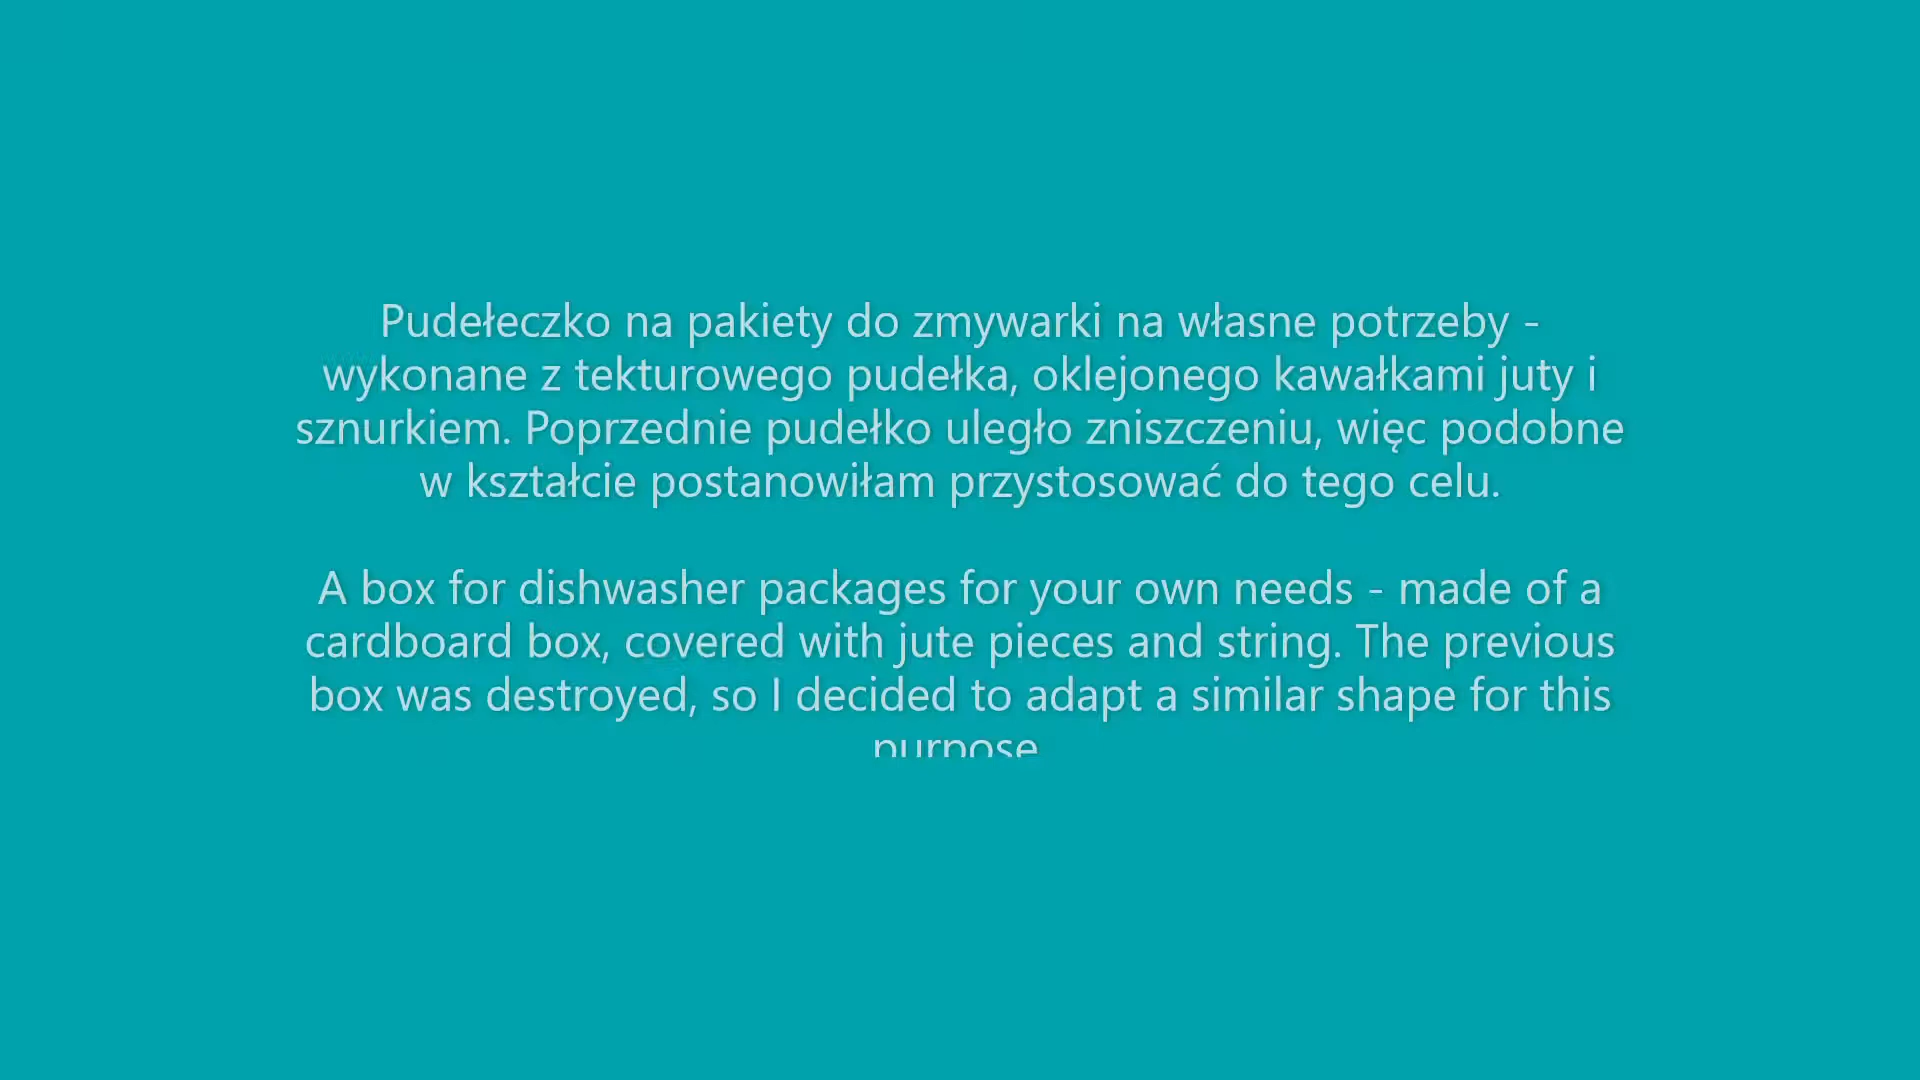 Pudełeczko na pakiety do zmywarki na własne potrzeby -
wykonane z tekturowego pudełka, oklejonego kawałkami juty i
sznurkiem. Poprzednie pudełko uległo zniszczeniu, więc podobne
w kształcie postanowiłam przystosować do tego celu.
A box for dishwasher packages for your own needs - made of a
cardboard box, covered with jute pieces and string. The previous
box was destroyed, so I decided to adapt a similar shape for this
purpose